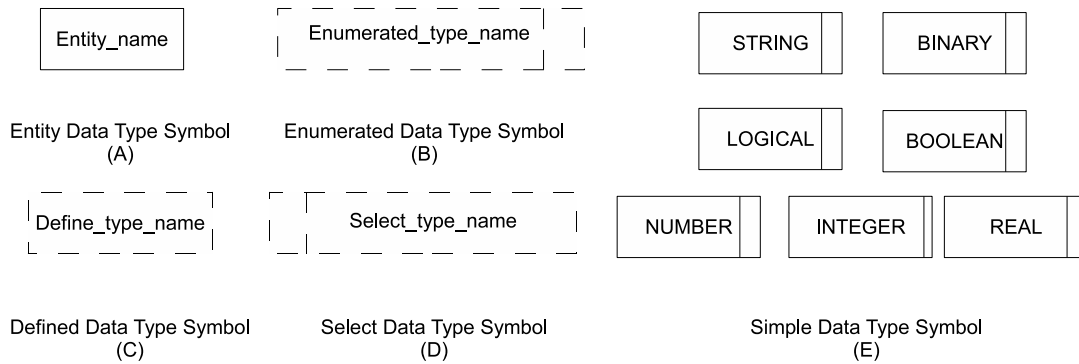 Entity_name
Entity Data Type Symbol
(A)
Enumerated_type_name
Enumerated Data Type Symbol
(B)
Define_type_name
Defined Data Type Symbol
(C)
Select_type_name
Select Data Type Symbol
(D)
STRING
BINARY
LOGICAL
BOOLEAN
NUMBER
INTEGER
REAL
Simple Data Type Symbol
(E)